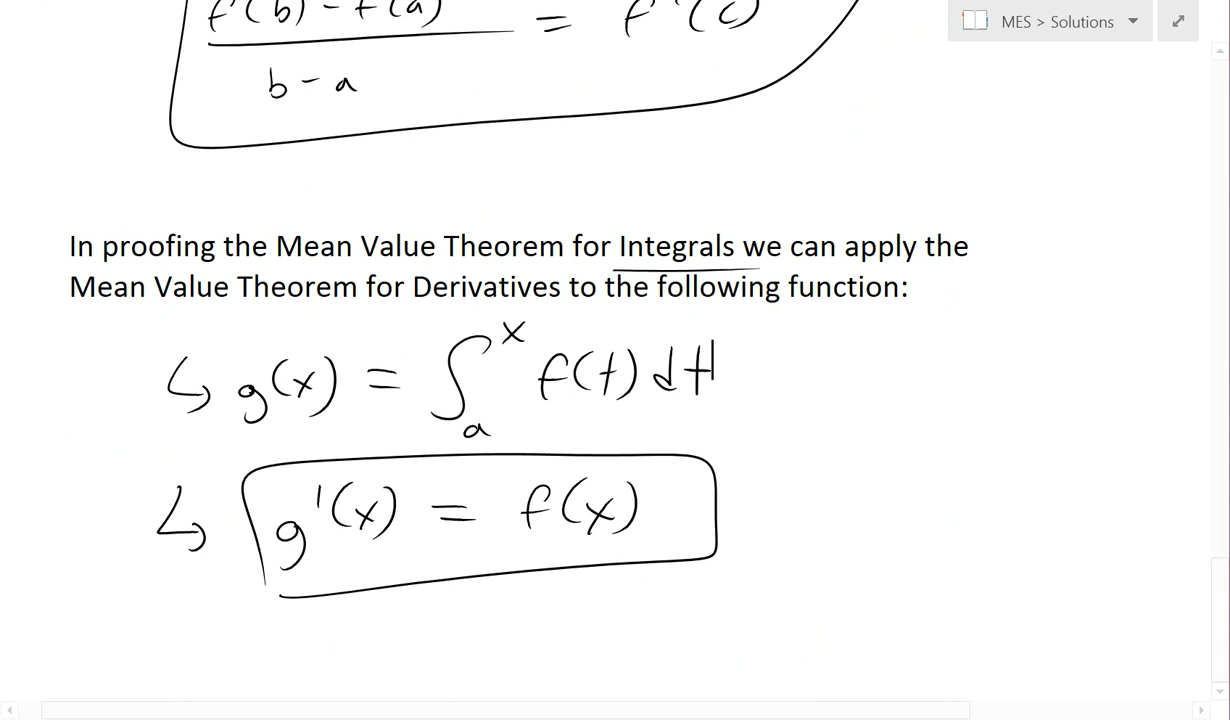 MES > Solutions
f(b) - f(a)
b - a
= f'(c)
In proofing the Mean Value Theorem for Integrals we can apply the
Mean Value Theorem for Derivatives to the following function:
↳ g(x) = ∫ₐˣ f(t) dt
↳ g'(x) = f(x)